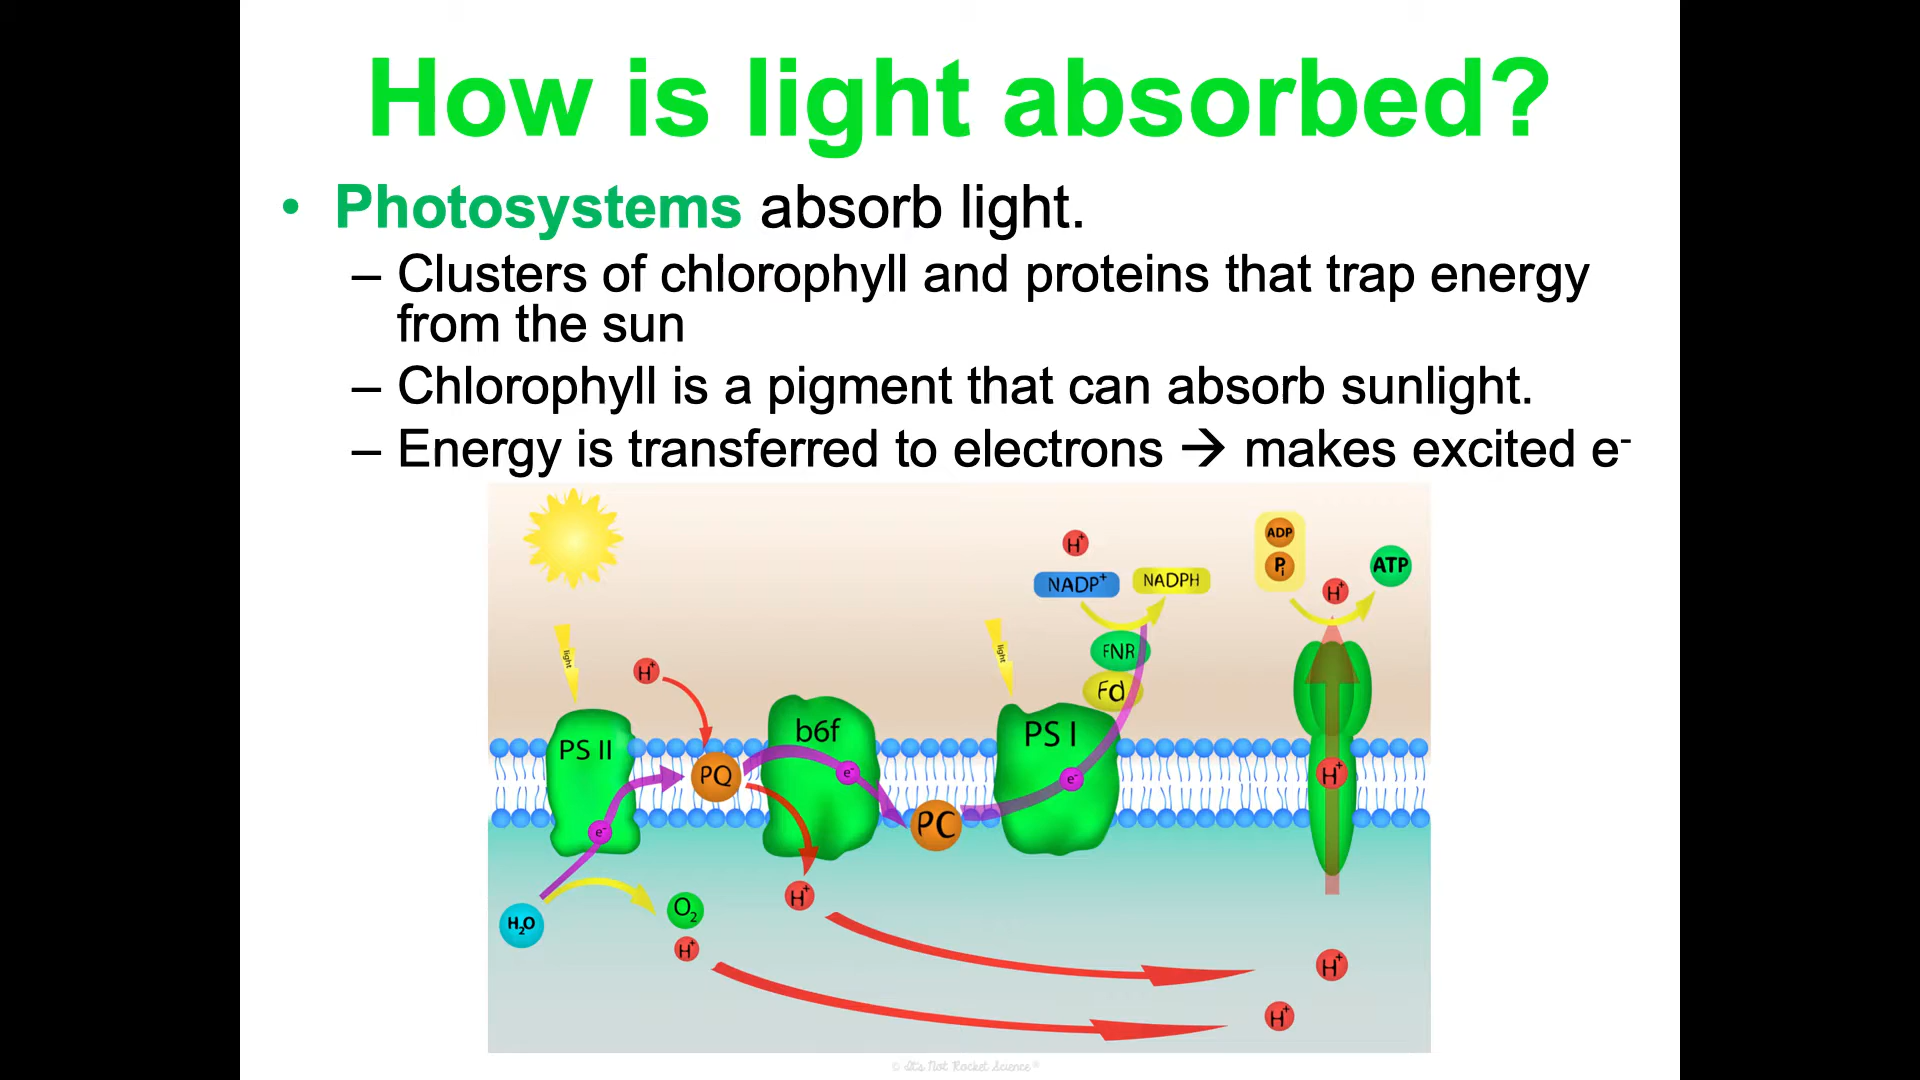 How is light absorbed?
• Photosystems absorb light.
– Clusters of chlorophyll and proteins that trap energy
from the sun
– Chlorophyll is a pigment that can absorb sunlight.
– Energy is transferred to electrons → makes excited e⁻
H⁺
NADP⁺
NADPH
ADP
Pi
H⁺
ATP
light
light
H⁺
FNR
Fd
PS II
PQ
b6f
e⁻
PC
PS I
e⁻
H⁺
e⁻
H₂O
O₂
H⁺
H⁺
H⁺
H⁺
© It's Not Rocket Science®